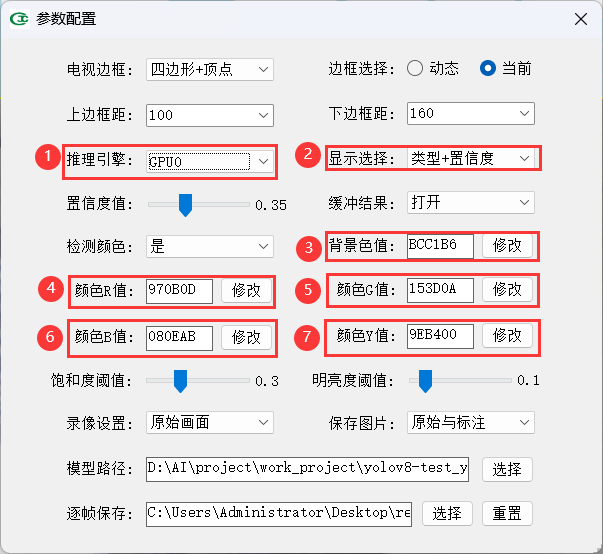 参数配置
电视边框： 四边形+顶点 边框选择： 动态 当前
上边框距： 100 下边框距： 160
1 推理引擎： GPU0 2 显示选择： 类型+置信度
置信度值： 0.35 缓冲结果： 打开
检测颜色： 是 3 背景色值： BCC1B6 修改
4 颜色R值： 970B0D 修改 5 颜色G值： 153D0A 修改
6 颜色B值： 080EAB 修改 7 颜色Y值： 9EB400 修改
饱和度阈值： 0.3 明亮度阈值： 0.1
录像设置： 原始画面 保存图片： 原始与标注
模型路径： D:\AI\project\work_project\yolov8-test_y 选择
逐帧保存： C:\Users\Administrator\Desktop\re 选择 重置